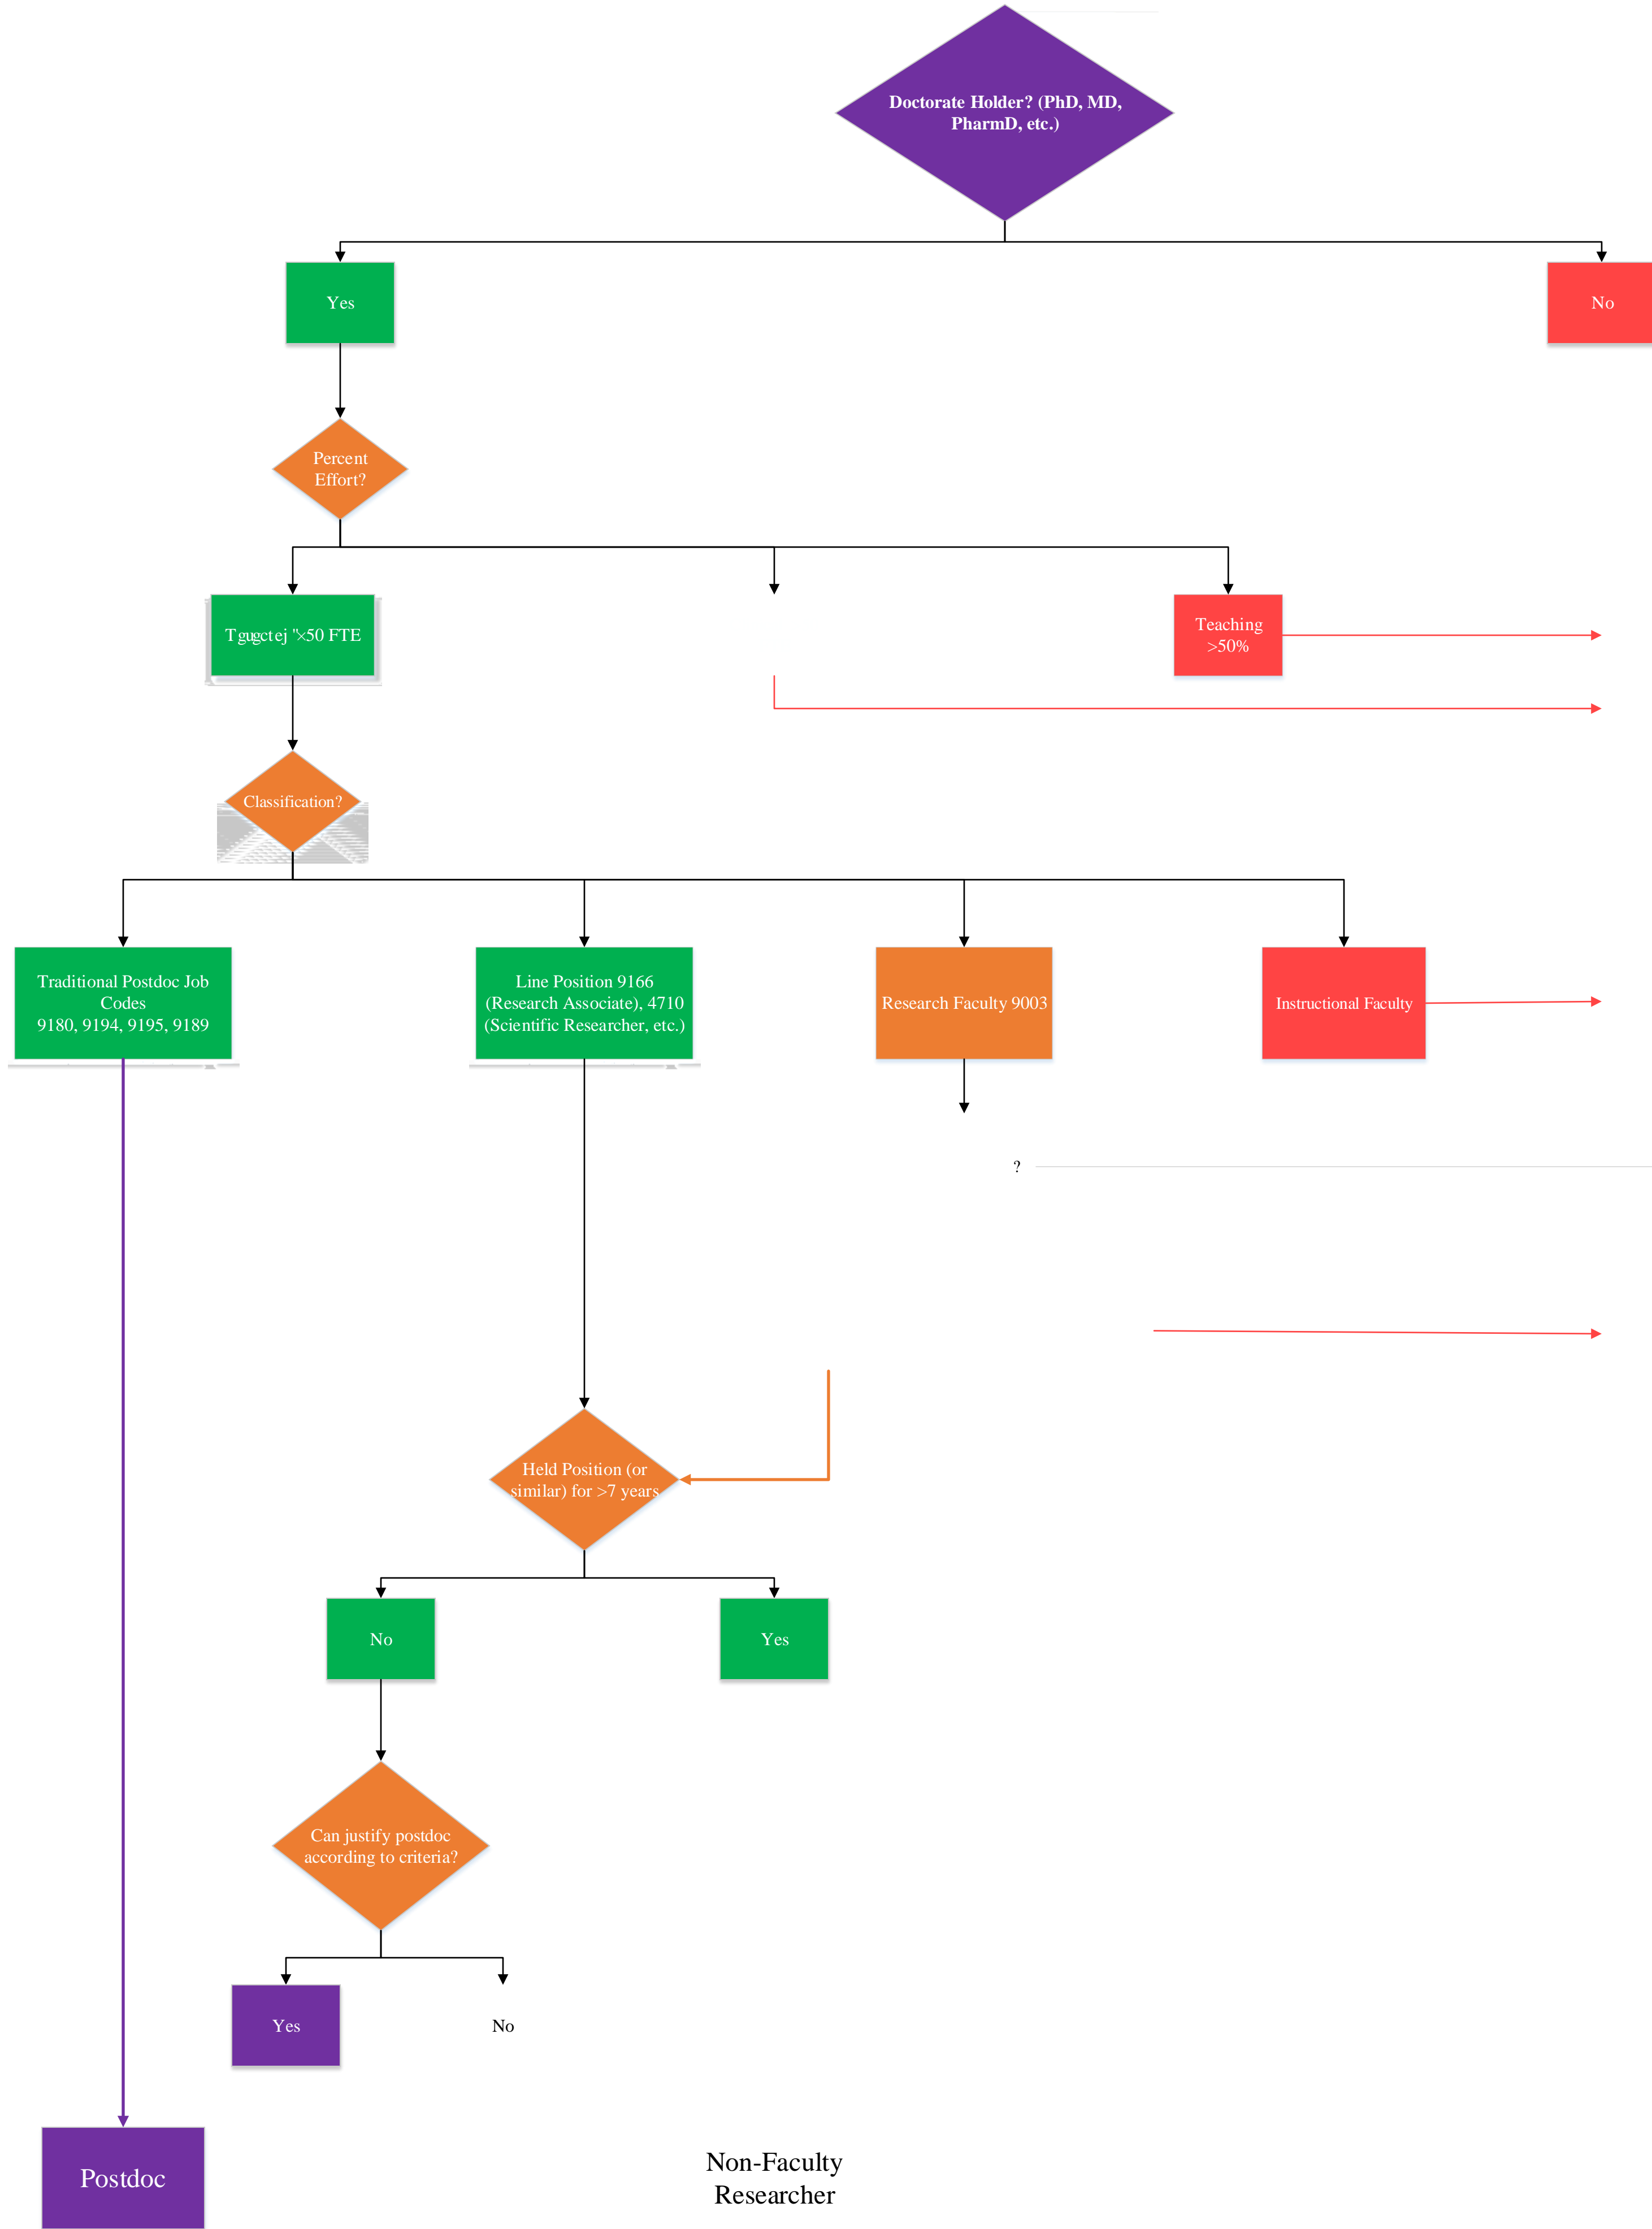 Doctorate Holder? (PhD, MD,
PharmD, etc.)
Yes
No
Percent
Effort?
Tgugctej "×50 FTE
Teaching
>50%
Classification?
Traditional Postdoc Job
Codes
9180, 9194, 9195, 9189
Line Position 9166
(Research Associate), 4710
(Scientific Researcher, etc.)
Research Faculty 9003
Instructional Faculty
?
Held Position (or
similar) for >7 years
No
Yes
Can justify postdoc
according to criteria?
Yes
No
Postdoc
Non-Faculty
Researcher